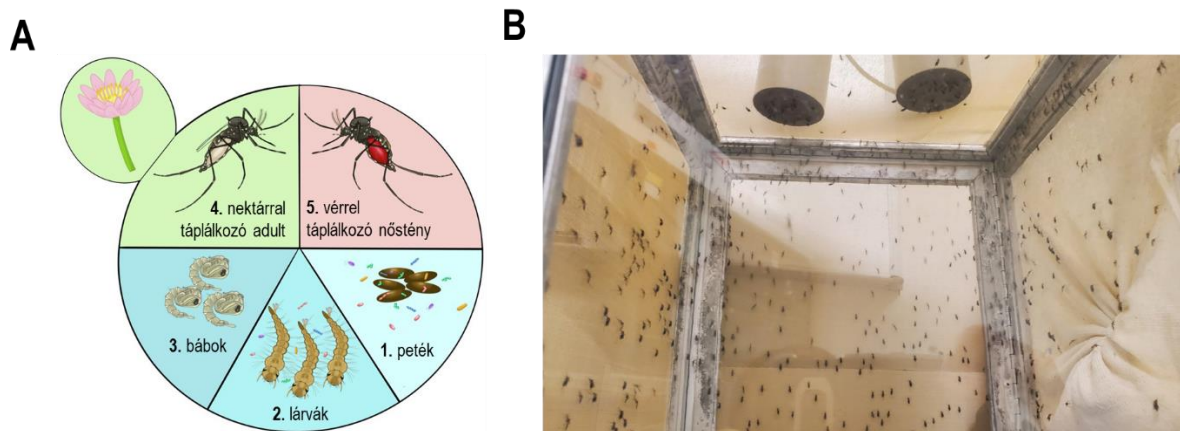 A
B
4. nektárral
táplálkozó adult
5. vérrel
táplálkozó nőstény
3. bábok
1. peték
2. lárvák